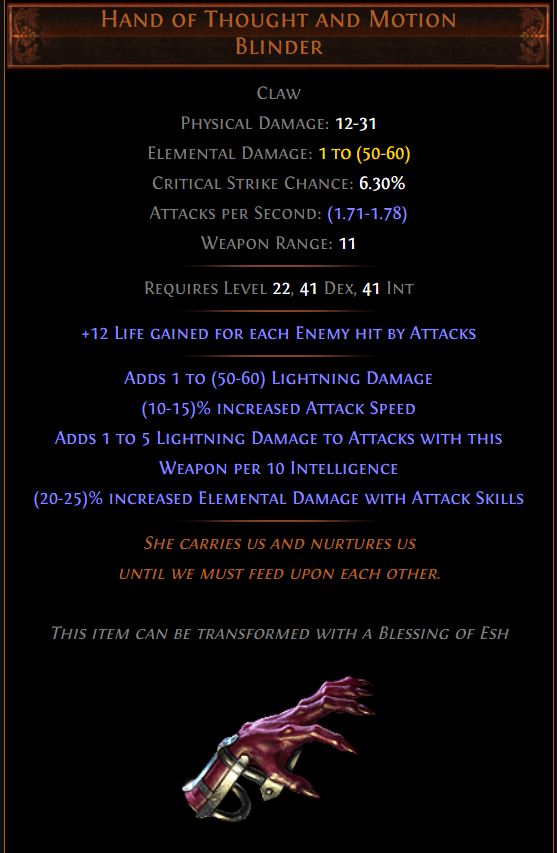 Hand of Thought and Motion
Blinder
Claw
Physical Damage: 12-31
Elemental Damage: 1 to (50-60)
Critical Strike Chance: 6.30%
Attacks per Second: (1.71-1.78)
Weapon Range: 11
Requires Level 22, 41 Dex, 41 Int
+12 Life gained for each Enemy hit by Attacks
Adds 1 to (50-60) Lightning Damage
(10-15)% increased Attack Speed
Adds 1 to 5 Lightning Damage to Attacks with this
Weapon per 10 Intelligence
(20-25)% increased Elemental Damage with Attack Skills
She carries us and nurtures us
until we must feed upon each other.
This item can be transformed with a Blessing of Esh